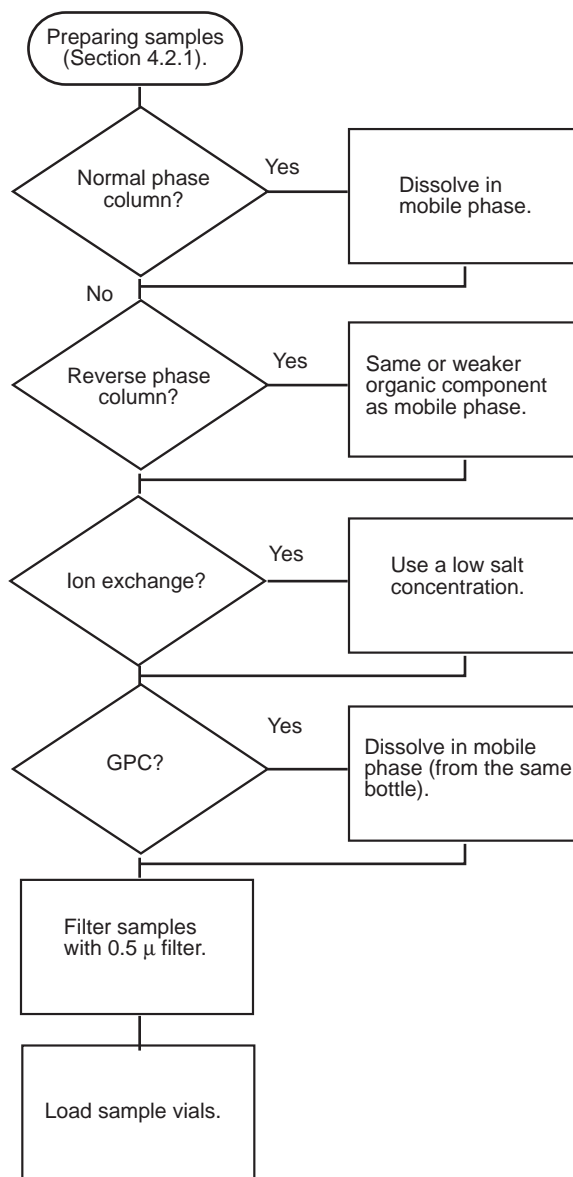 Preparing samples
(Section 4.2.1).
Normal phase
column?
Yes
Dissolve in
mobile phase.
No
Reverse phase
column?
Yes
Same or weaker
organic component
as mobile phase.
Ion exchange?
Yes
Use a low salt
concentration.
GPC?
Yes
Dissolve in mobile
phase (from the same
bottle).
Filter samples
with 0.5 μ filter.
Load sample vials.